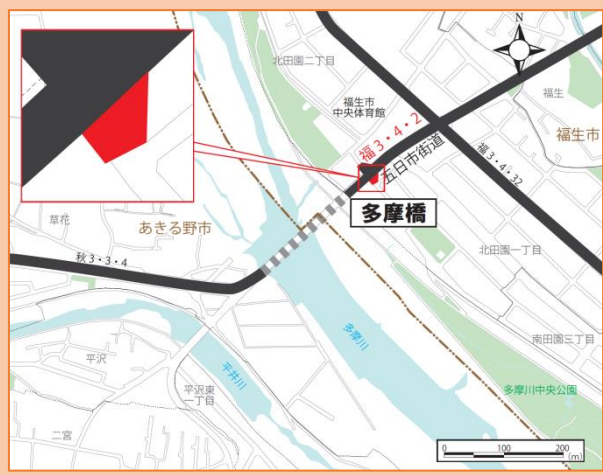 N
北田園二丁目
福生市
中央体育館
福生
福生市
福3・4・2
五日市街道
福3・4・32
多摩橋
草花
あきる野市
北田園一丁目
秋3・3・4
南田園三丁目
多摩川
平沢
平井川
平沢東
一丁目
多摩川中央公園
二宮
0 100 200
(m)